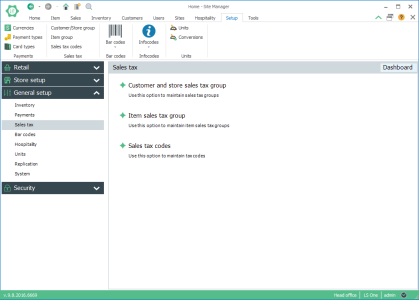 Home - Site Manager
Home Item Sales Inventory Customers Users Sites Hospitality Setup Tools
Currencies
Payment types
Card types
Payments
Customer/Store group
Item group
Sales tax codes
Sales tax
Bar codes
Bar codes
Infocodes
Infocodes
Units
Conversions
Units
Retail
Store setup
General setup
Inventory
Payments
Sales tax
Bar codes
Hospitality
Units
Replication
System
Security
Sales tax
Dashboard
Customer and store sales tax group
Use this option to maintain sales tax groups
Item sales tax group
Use this option to maintain item sales tax groups
Sales tax codes
Use this option to maintain tax codes
Head office LS One admin